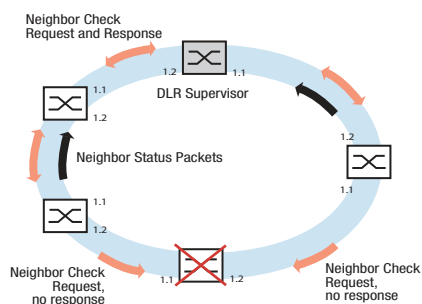 Neighbor Check
Request and Response
1.2
1.1
DLR Supervisor
1.1
1.2
1.2
Neighbor Status Packets
1.1
1.1
1.2
Neighbor Check
Request,
no response
1.1
1.2
Neighbor Check
Request,
no response